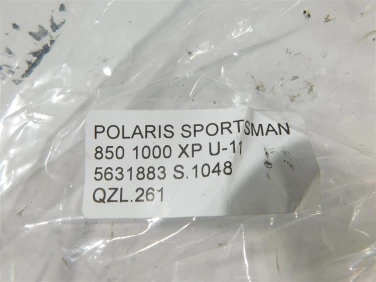 POLARIS SPORTSMAN
850 1000 XP U-11
5631883 S.1048
QZL.261